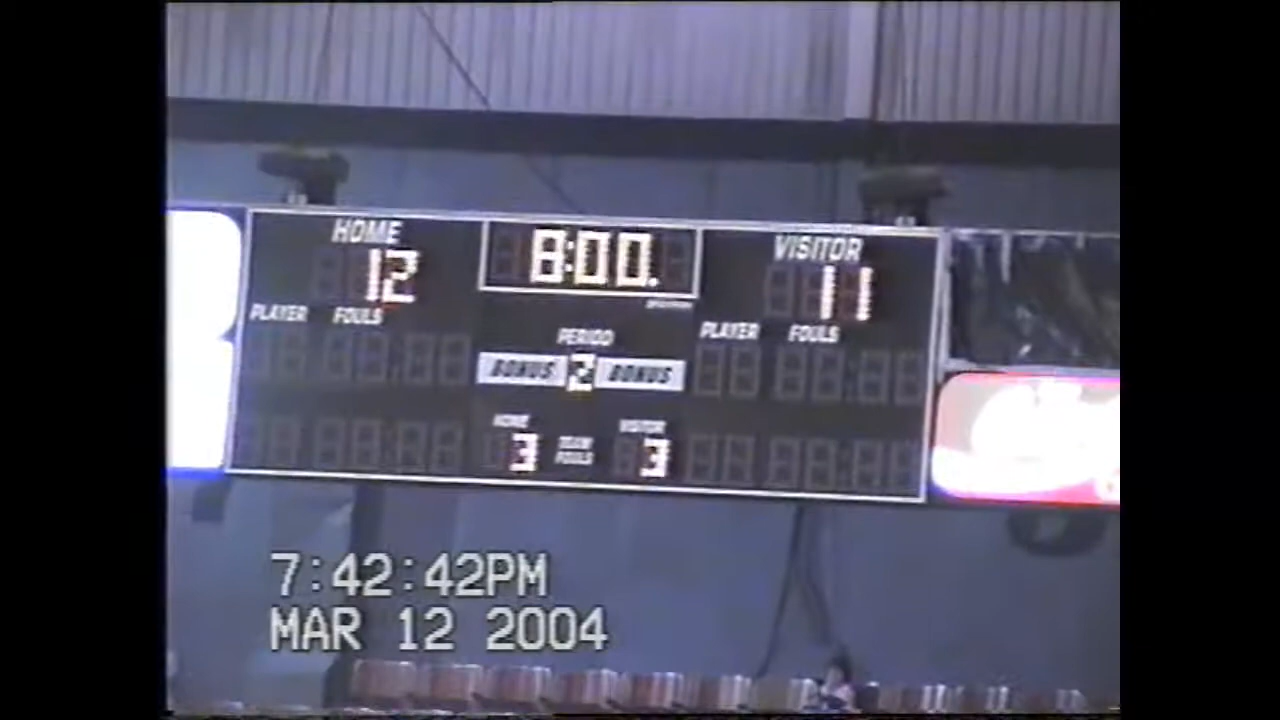 HOME
8:00.
VISITOR
12
11
PLAYER FOULS
PLAYER FOULS
PERIOD
BONUS 2 BONUS
HOME
VISITOR
3
TEAM
FOULS
3
7:42:42PM
MAR 12 2004